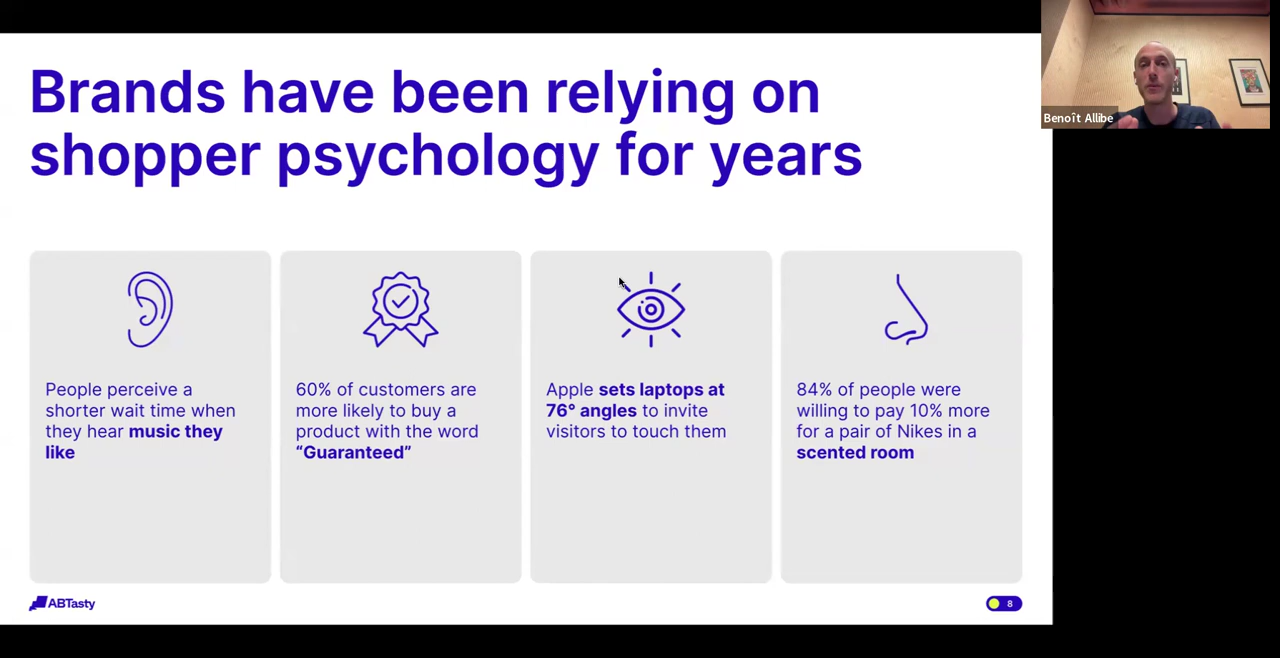 Brands have been relying on
shopper psychology for years
People perceive a
shorter wait time when
they hear music they
like
60% of customers are
more likely to buy a
product with the word
“Guaranteed”
Apple sets laptops at
76° angles to invite
visitors to touch them
84% of people were
willing to pay 10% more
for a pair of Nikes in a
scented room
ABTasty
8
Benoît Allibe